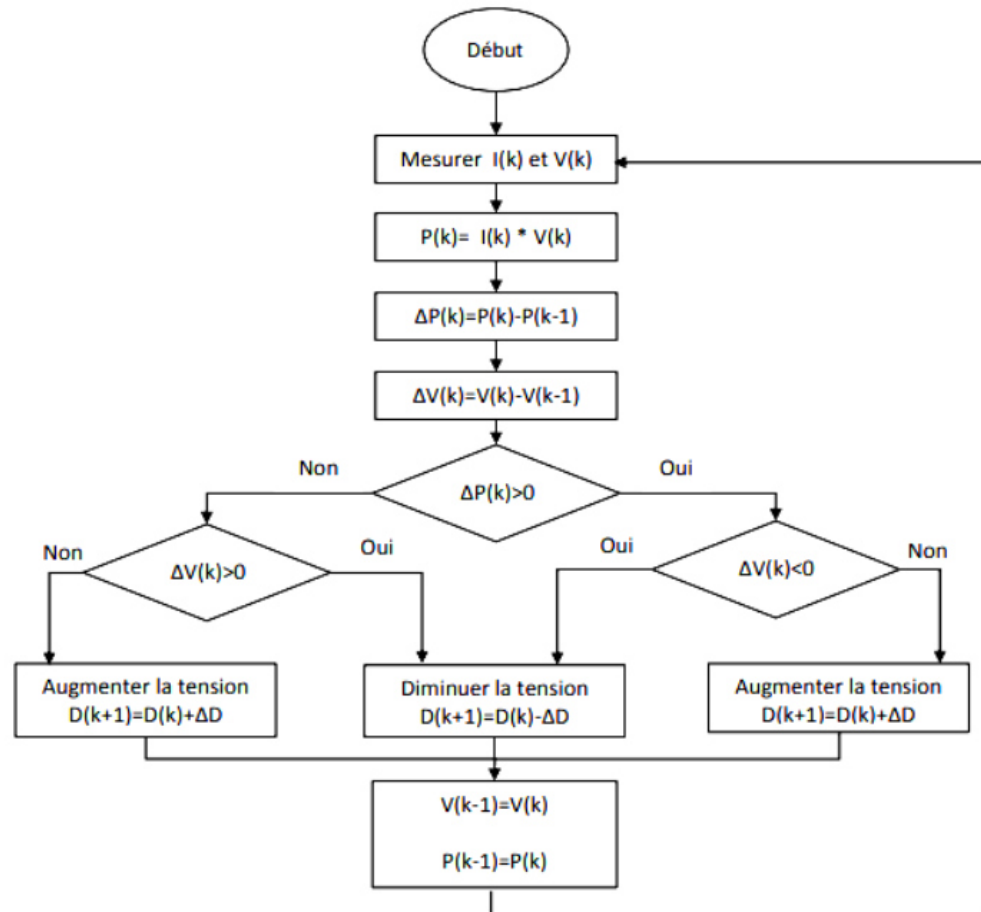 Début
Mesurer I(k) et V(k)
P(k)= I(k) * V(k)
ΔP(k)=P(k)-P(k-1)
ΔV(k)=V(k)-V(k-1)
Non
Oui
ΔP(k)>0
Non
Oui
Oui
Non
ΔV(k)>0
ΔV(k)<0
Augmenter la tension
D(k+1)=D(k)+ΔD
Diminuer la tension
D(k+1)=D(k)-ΔD
Augmenter la tension
D(k+1)=D(k)+ΔD
V(k-1)=V(k)
P(k-1)=P(k)